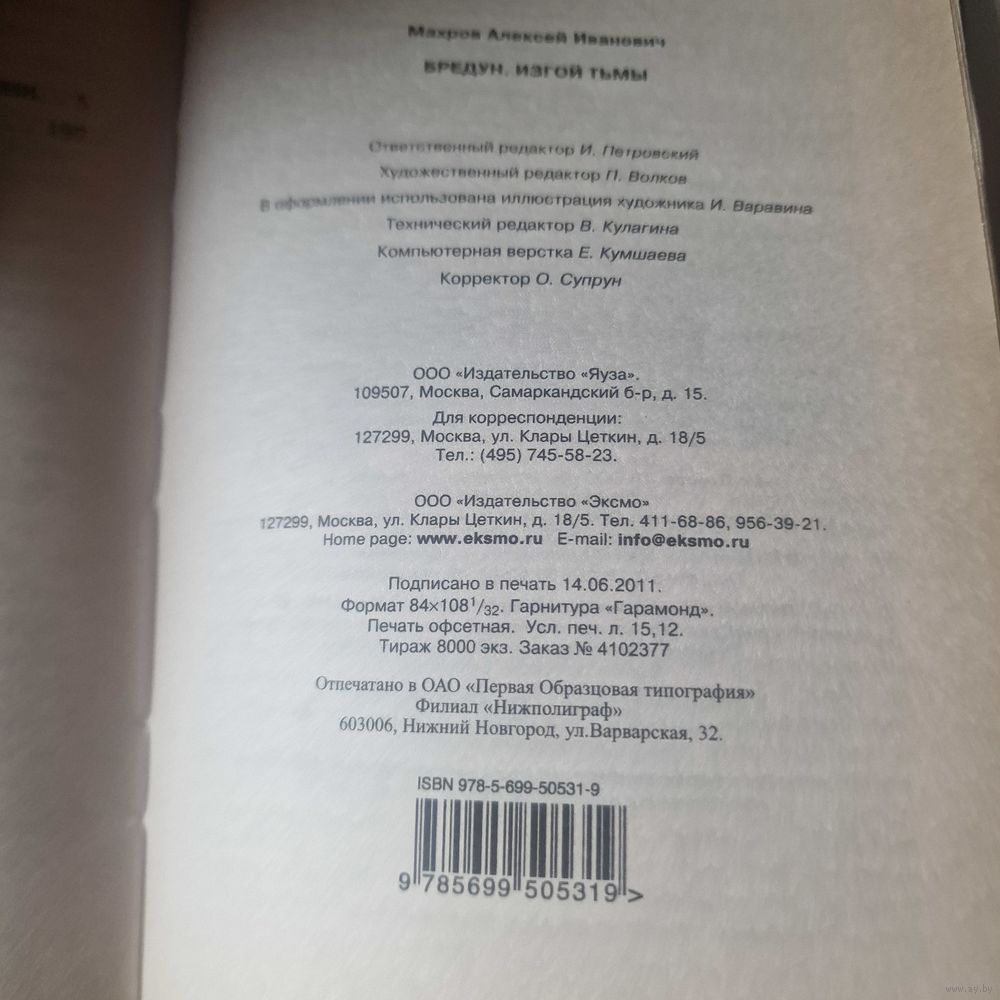 Махров Алексей Иванович
БРЕДУН. ИЗГОЙ ТЬМЫ
Ответственный редактор И. Петровский
Художественный редактор П. Волков
В оформлении использована иллюстрация художника И. Варавина
Технический редактор В. Кулагина
Компьютерная верстка Е. Кумшаева
Корректор О. Супрун
ООО «Издательство «Яуза».
109507, Москва, Самаркандский б-р, д. 15.
Для корреспонденции:
127299, Москва, ул. Клары Цеткин, д. 18/5
Тел.: (495) 745-58-23.
ООО «Издательство «Эксмо»
127299, Москва, ул. Клары Цеткин, д. 18/5. Тел. 411-68-86, 956-39-21.
Home page: www.eksmo.ru E-mail: info@eksmo.ru
Подписано в печать 14.06.2011.
Формат 84×108 1/32. Гарнитура «Гарамонд».
Печать офсетная. Усл. печ. л. 15,12.
Тираж 8000 экз. Заказ № 4102377
Отпечатано в ОАО «Первая Образцовая типография»
Филиал «Нижполиграф»
603006, Нижний Новгород, ул.Варварская, 32.
ISBN 978-5-699-50531-9
9 785699 505319 >
www.ay.by